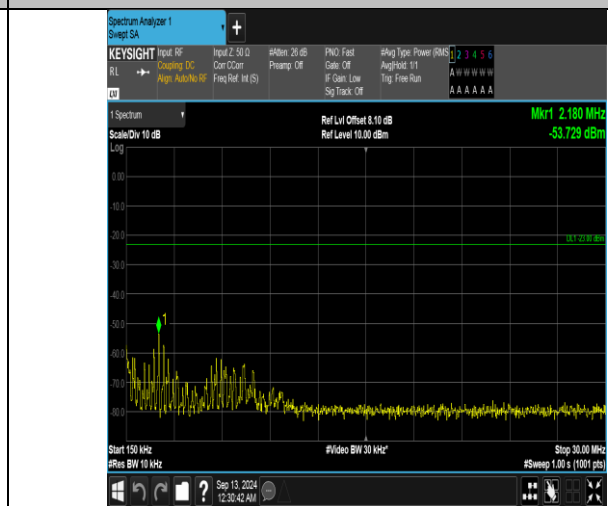 Spectrum Analyzer 1
Swept SA
+
KEYSIGHT Input: RF Input Z: 50 Ω #Atten: 26 dB PNO: Fast #Avg Type: Power (RMS 1 2 3 4 5 6
RL Coupling: DC Corr CCorr Preamp: Off Gate: Off Avg|Hold: 1/1 A W W W W W
Align: Auto/No RF Freq Ref: Int (S) IF Gain: Low Trig: Free Run
LXI Sig Track: Off A A A A A A
1 Spectrum Ref Lvl Offset 8.10 dB Mkr1 2.180 MHz
Scale/Div 10 dB Ref Level 10.00 dBm -53.729 dBm
Log
0.00
-10.0
-20.0
DL1 -23.00 dBm
-30.0
-40.0
-50.0
1
-60.0
-70.0
-80.0
Start 150 kHz #Video BW 30 kHz* Stop 30.00 MHz
#Res BW 10 kHz #Sweep 1.00 s (1001 pts)
? Sep 13, 2024
12:30:42 AM